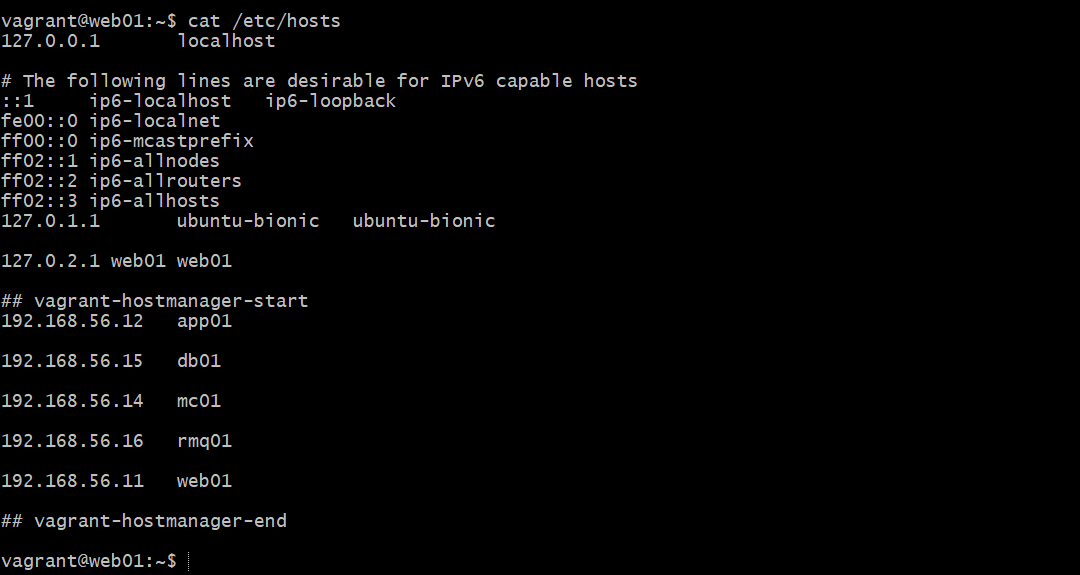 vagrant@web01:~$ cat /etc/hosts
127.0.0.1       localhost
# The following lines are desirable for IPv6 capable hosts
::1     ip6-localhost   ip6-loopback
fe00::0 ip6-localnet
ff00::0 ip6-mcastprefix
ff02::1 ip6-allnodes
ff02::2 ip6-allrouters
ff02::3 ip6-allhosts
127.0.1.1       ubuntu-bionic   ubuntu-bionic
127.0.2.1 web01 web01
## vagrant-hostmanager-start
192.168.56.12   app01
192.168.56.15   db01
192.168.56.14   mc01
192.168.56.16   rmq01
192.168.56.11   web01
## vagrant-hostmanager-end
vagrant@web01:~$